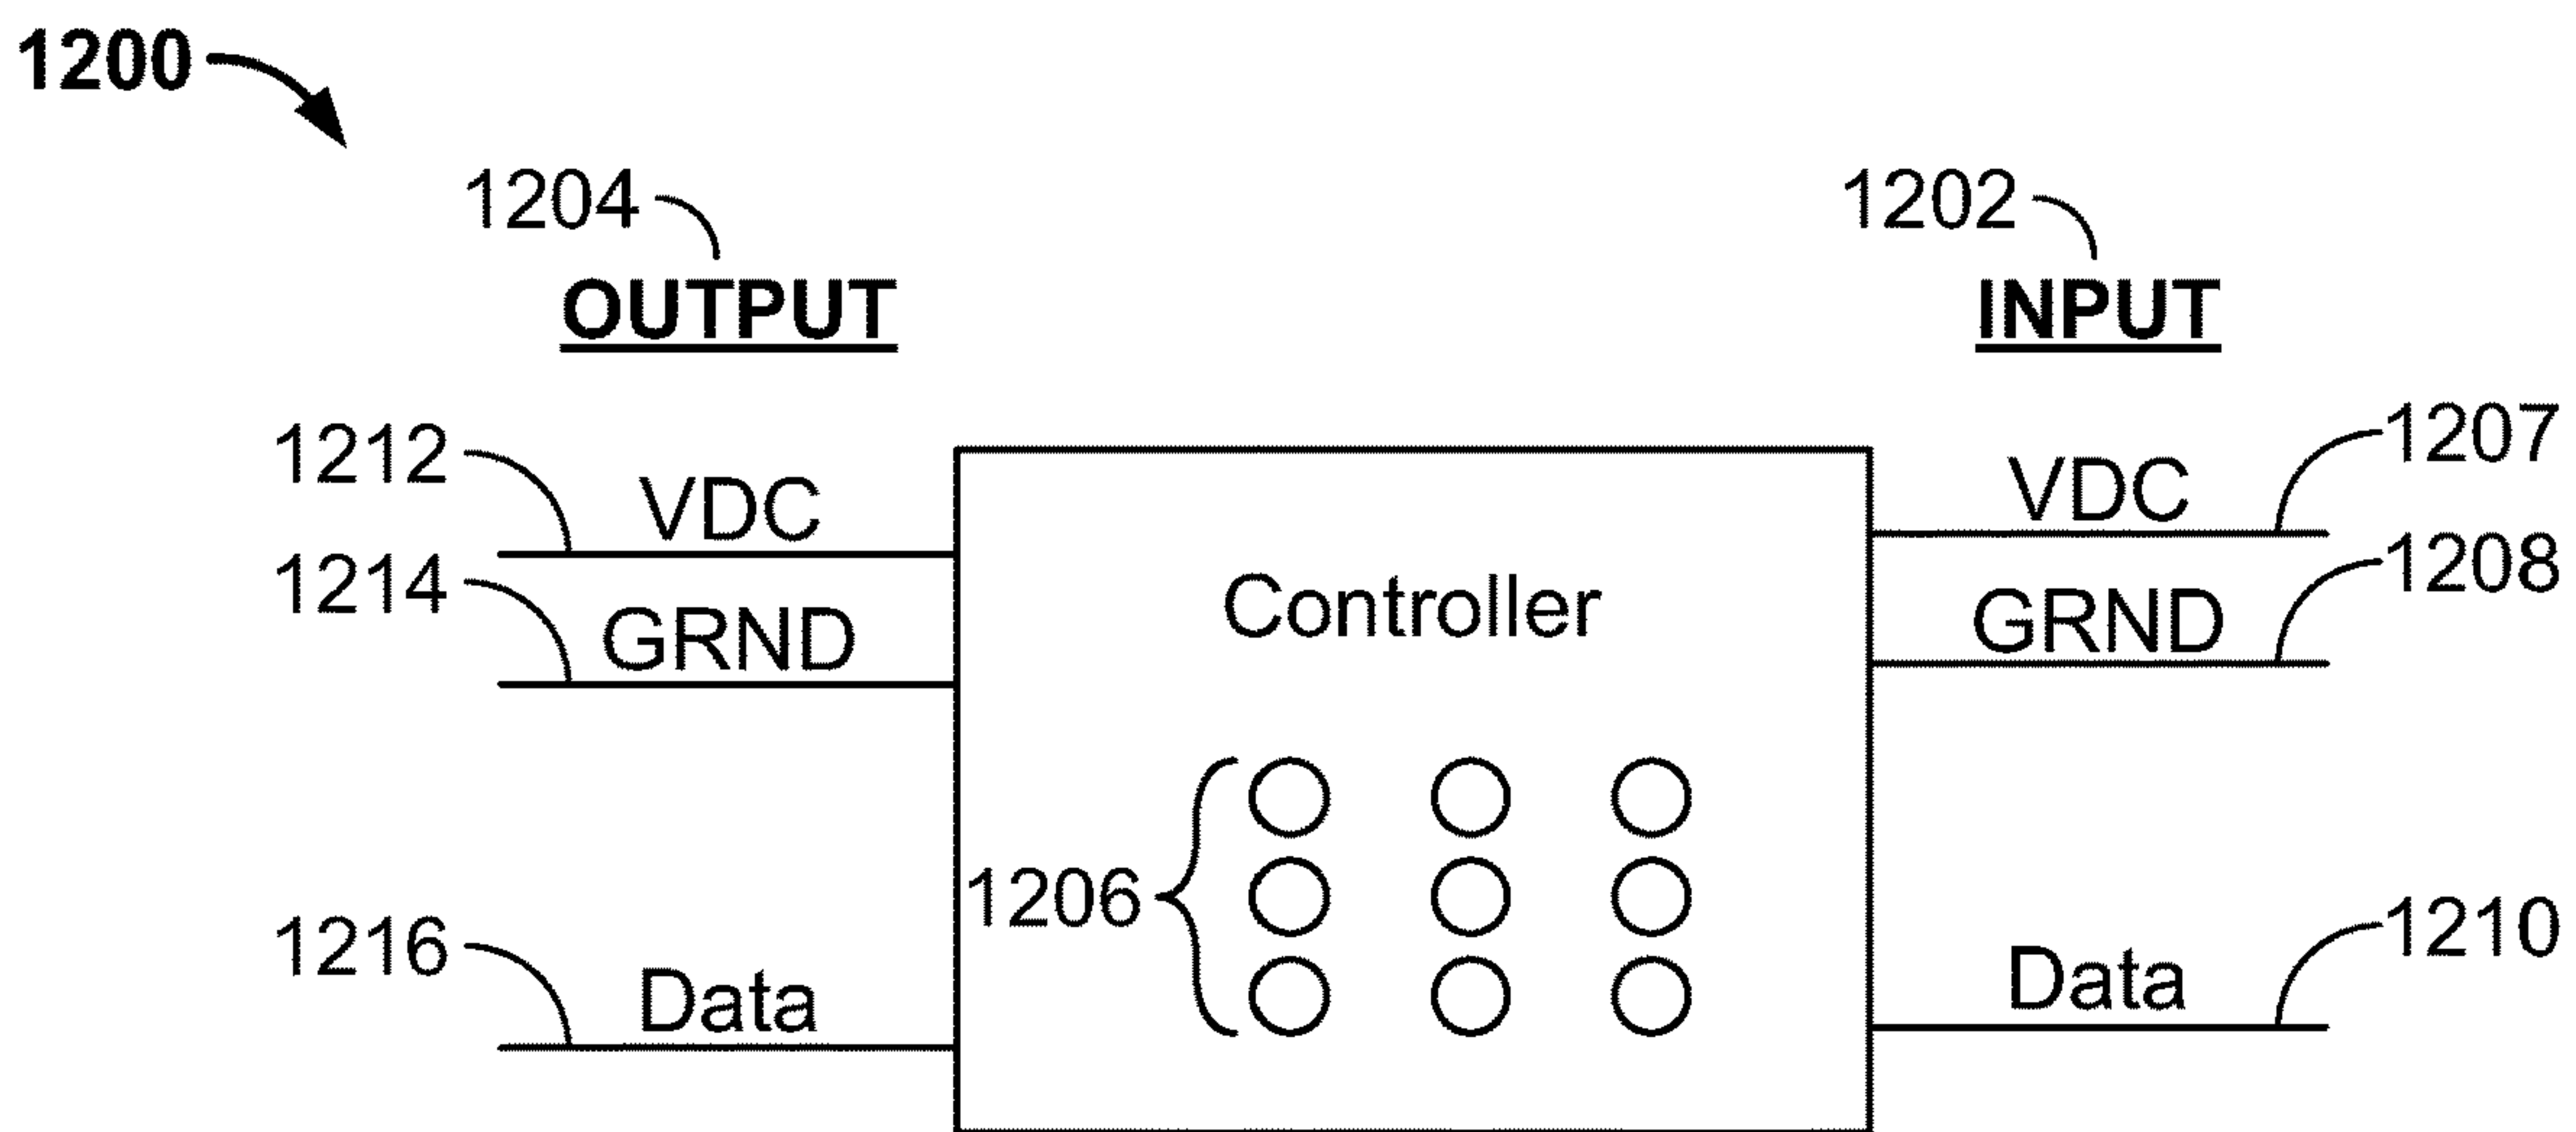 1200
1204
1202
OUTPUT
INPUT
1212
VDC
1207
VDC
1214
GRND
1208
GRND
Controller
1206
1216
Data
1210
Data